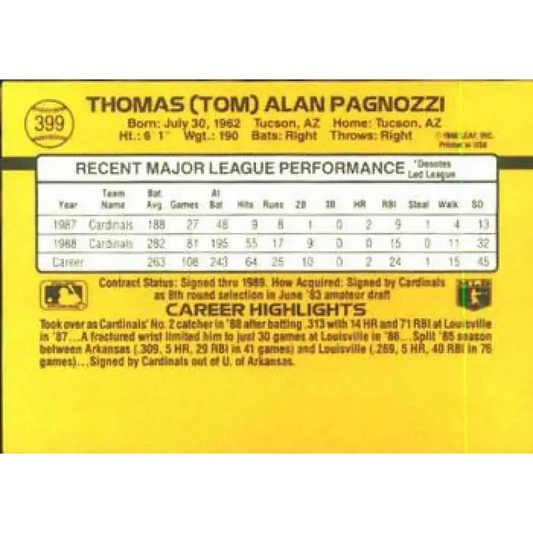 399
THOMAS (TOM) ALAN PAGNOZZI
Born: July 30, 1962 Tucson, AZ Home: Tucson, AZ
Ht.: 6 1" Wgt.: 190 Bats: Right Throws: Right
© 1988 LEAF, INC.
Printed in USA
RECENT MAJOR LEAGUE PERFORMANCE *Denotes Led League
Year Team Name Bat. Avg. Games At Bat Hits Runs 2B 3B HR RBI Steal Walk SO
1987 Cardinals 188 27 48 9 8 1 0 2 9 1 4 13
1988 Cardinals 282 81 195 55 17 9 0 0 15 0 11 32
Career 263 108 243 64 25 10 0 2 24 1 15 45
Contract Status: Signed thru 1989. How Acquired: Signed by Cardinals
as 8th round selection in June '83 amateur draft
CAREER HIGHLIGHTS
Took over as Cardinals' No. 2 catcher in '88 after batting .313 with 14 HR and 71 RBI at Louisville
in '87...A fractured wrist limited him to just 30 games at Louisville in '86...Split '85 season
between Arkansas (.309, 5 HR, 29 RBI in 41 games) and Louisville (.269, 5 HR, 40 RBI in 76
games)...Signed by Cardinals out of U. of Arkansas.